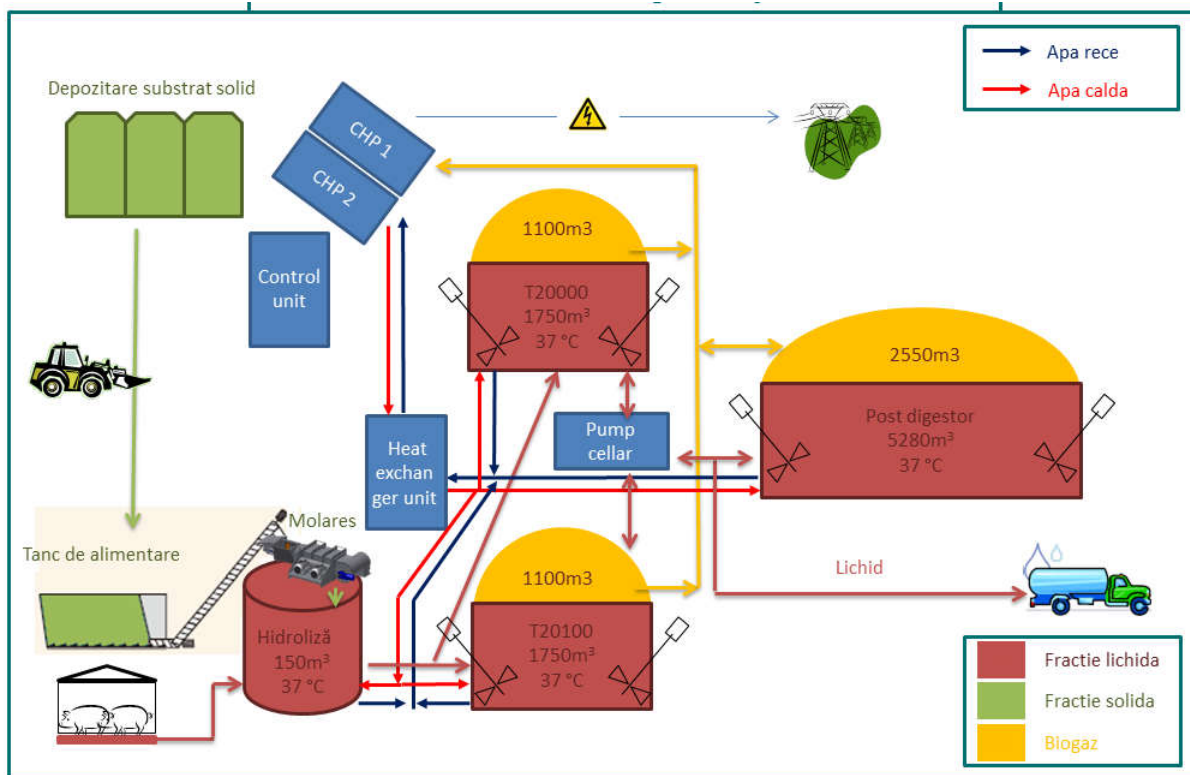 Apa rece
Apa calda
Depozitare substrat solid
CHP 1
CHP 2
1100m3
Control
unit
T20000
1750m³
37 °C
2550m3
Post digestor
5280m³
37 °C
Pump
cellar
Heat
exchan
ger unit
Molares
Tanc de alimentare
1100m3
Lichid
T20100
1750m³
37 °C
Hidroliză
150m³
37 °C
Fractie lichida
Fractie solida
Biogaz